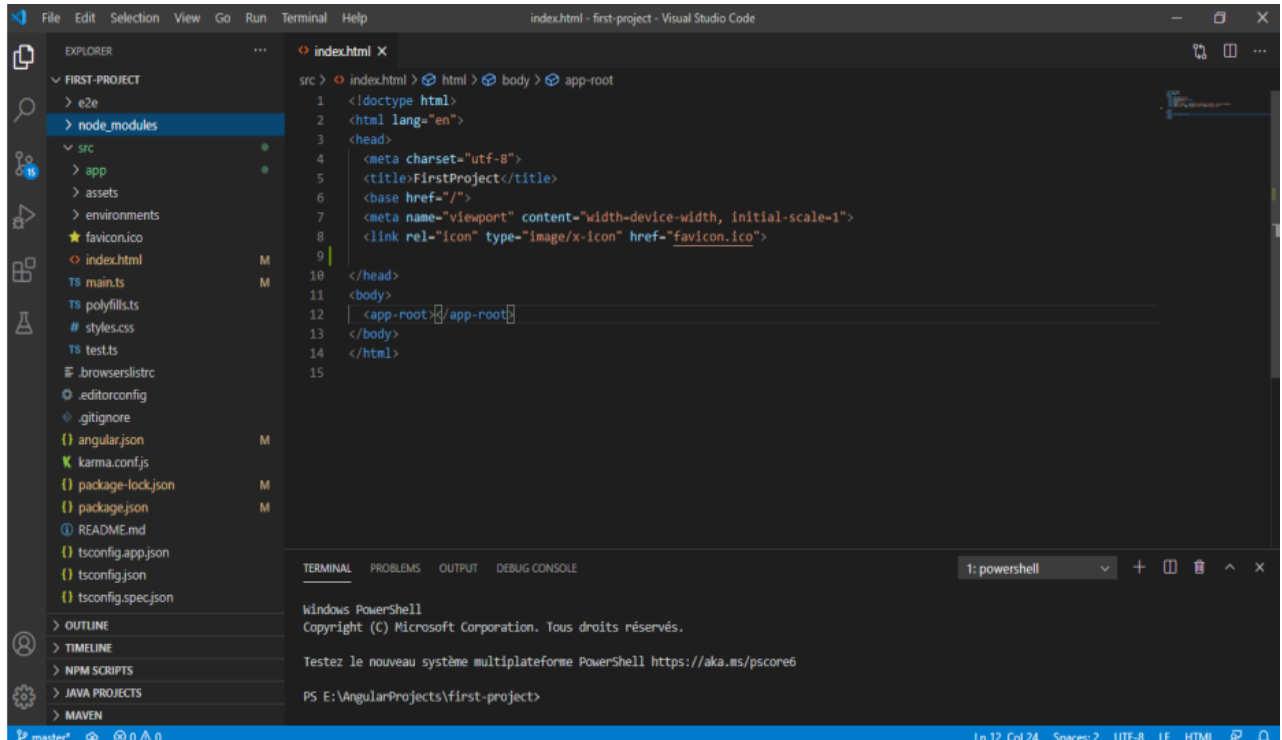 File Edit Selection View Go Run Terminal Help
index.html - first-project - Visual Studio Code
EXPLORER
FIRST-PROJECT
e2e
node_modules
src
app
assets
environments
favicon.ico
index.html M
TS main.ts M
TS polyfills.ts
# styles.css
TS test.ts
.browserslistrc
.editorconfig
.gitignore
{} angular.json M
karma.conf.js
{} package-lock.json M
{} package.json M
README.md
{} tsconfig.app.json
{} tsconfig.json
{} tsconfig.spec.json
OUTLINE
TIMELINE
NPM SCRIPTS
JAVA PROJECTS
MAVEN
15
index.html
src > index.html > html > body > app-root
1 <!doctype html>
2 <html lang="en">
3 <head>
4 <meta charset="utf-8">
5 <title>FirstProject</title>
6 <base href="/">
7 <meta name="viewport" content="width=device-width, initial-scale=1">
8 <link rel="icon" type="image/x-icon" href="favicon.ico">
9
10 </head>
11 <body>
12 <app-root></app-root>
13 </body>
14 </html>
15
TERMINAL PROBLEMS OUTPUT DEBUG CONSOLE
1: powershell
Windows PowerShell
Copyright (C) Microsoft Corporation. Tous droits réservés.
Testez le nouveau système multiplateforme PowerShell https://aka.ms/pscore6
PS E:\AngularProjects\first-project>
master* 0 0
Ln 12, Col 24 Spaces: 2 UTF-8 LF HTML